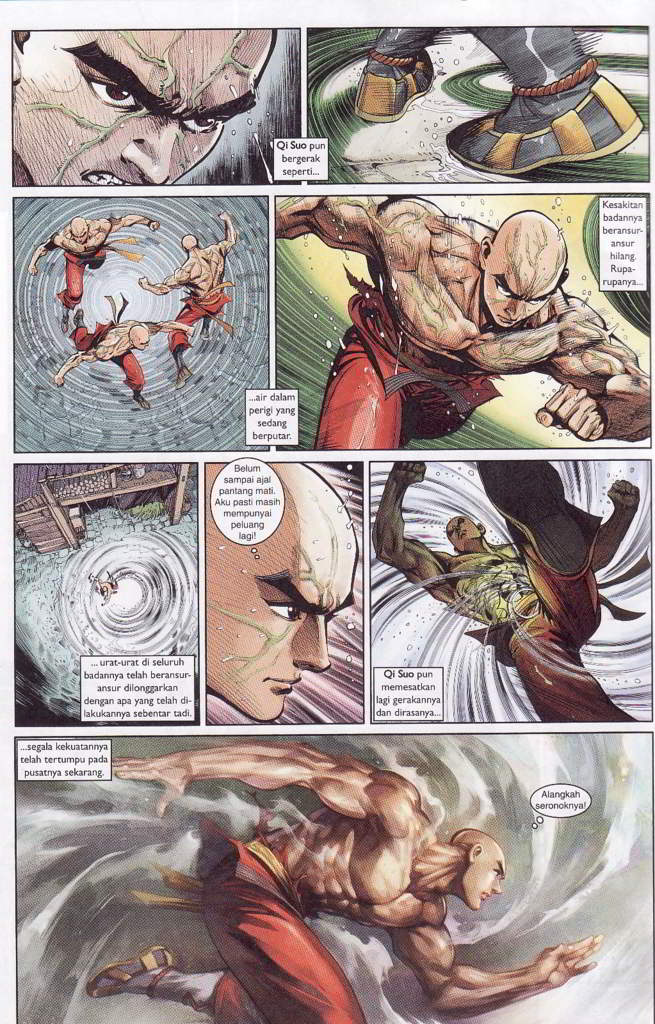 Qi Suo pun
bergerak
seperti...
...air dalam
perigi yang
sedang
berputar.
Kesakitan
badannya
beransur-
ansur
hilang.
Rupa-
rupanya...
... urat-urat di seluruh
badannya telah beransur-
ansur dilonggarkan
dengan apa yang telah di-
lakukannya sebentar tadi.
Belum
sampai ajal
pantang mati.
Aku pasti masih
mempunyai
peluang
lagi!
Qi Suo pun
memesatkan
lagi gerakannya
dan dirasanya...
...segala kekuatannya
telah tertumpu pada
pusatnya sekarang.
Alangkah
seronoknya!